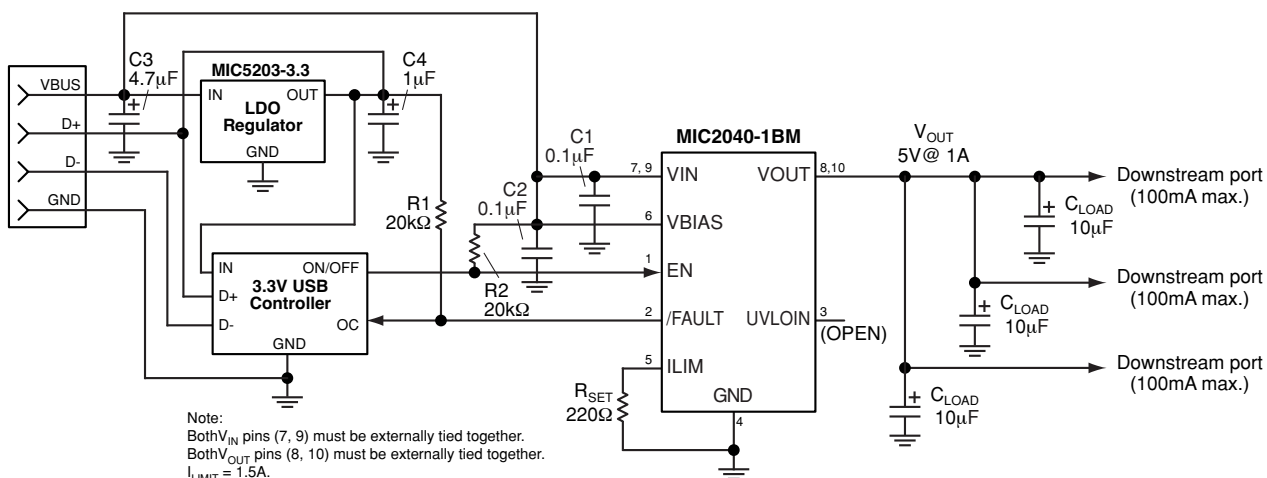 VBUS
D+
D-
GND
C3
4.7µF
+
MIC5203-3.3
IN
OUT
LDO
Regulator
GND
C4
1µF
+
R1
20kΩ
IN
ON/OFF
3.3V USB
Controller
D+
D-
OC
GND
R2
20kΩ
C1
0.1µF
C2
0.1µF
MIC2040-1BM
7, 9
VIN
VOUT
8,10
6
VBIAS
1
EN
2
/FAULT
UVLOIN
3
(OPEN)
5
ILIM
GND
4
RSET
220Ω
VOUT
5V@ 1A
+
CLOAD
10µF
Downstream port
(100mA max.)
+
CLOAD
10µF
Downstream port
(100mA max.)
+
CLOAD
10µF
Downstream port
(100mA max.)
Note:
BothVIN pins (7, 9) must be externally tied together.
BothVOUT pins (8, 10) must be externally tied together.
ILIMIT = 1.5A.